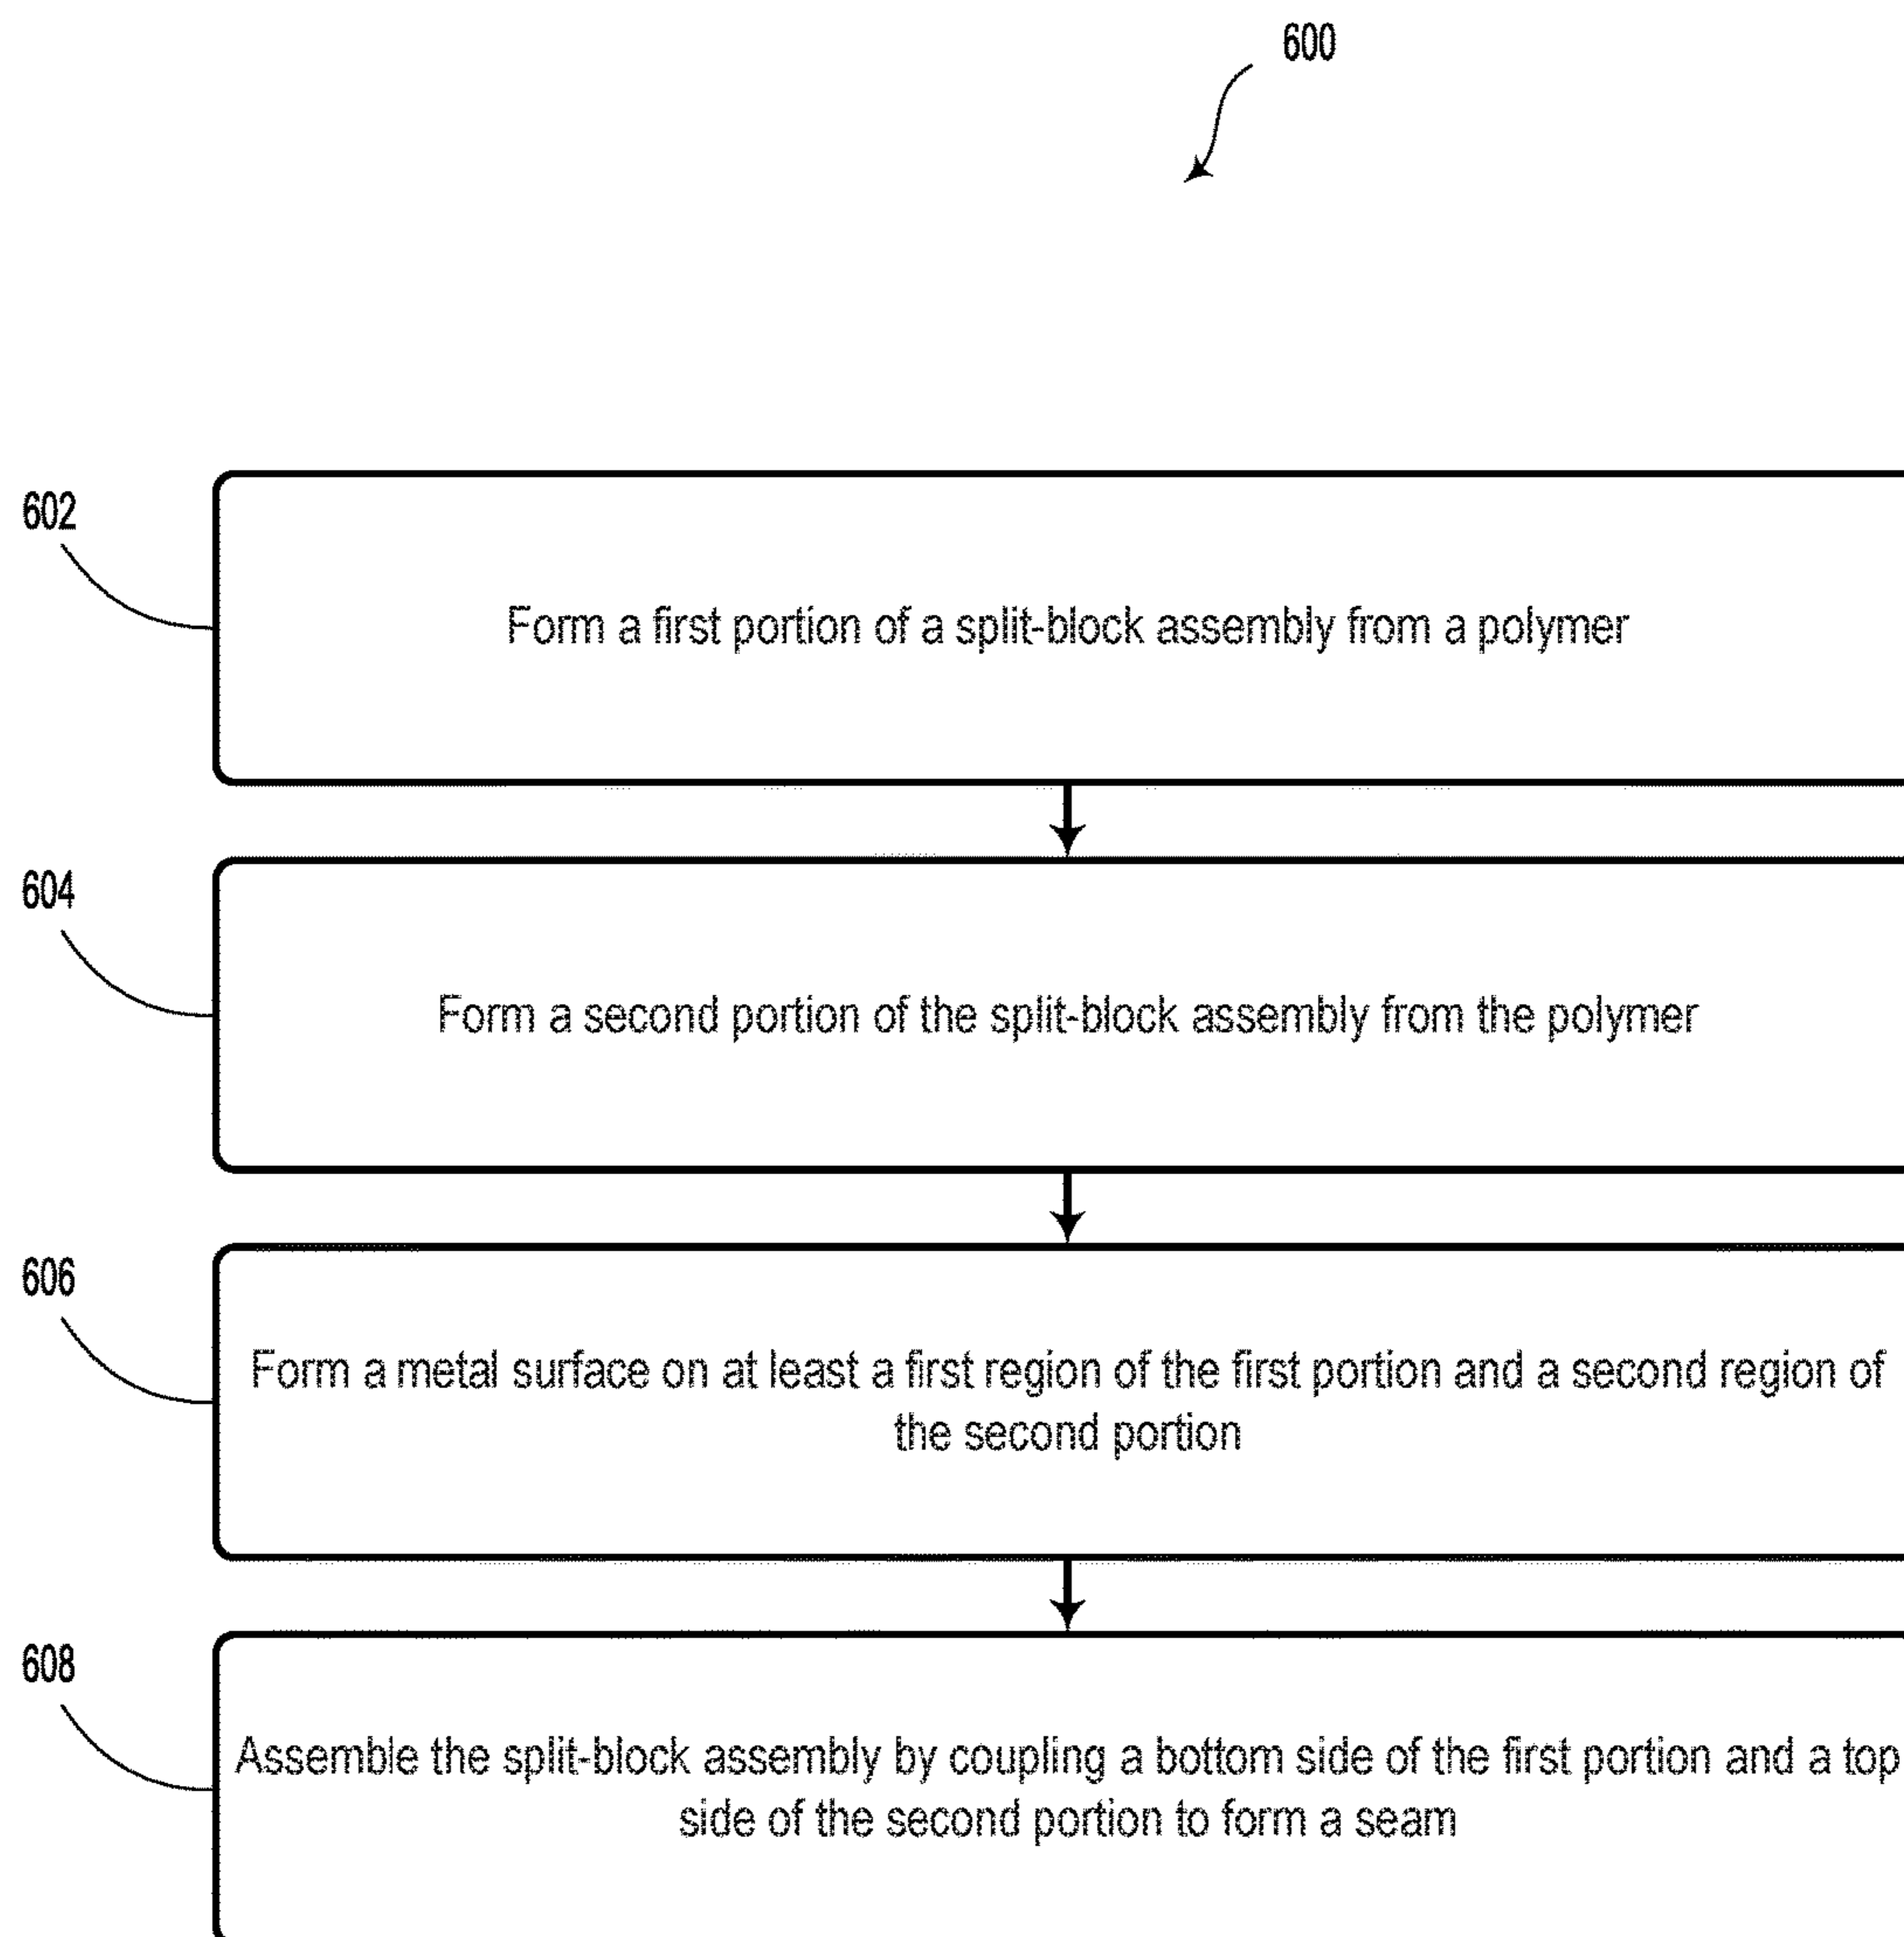 600
602
Form a first portion of a split-block assembly from a polymer
604
Form a second portion of the split-block assembly from the polymer
606
Form a metal surface on at least a first region of the first portion and a second region of
the second portion
608
Assemble the split-block assembly by coupling a bottom side of the first portion and a top
side of the second portion to form a seam